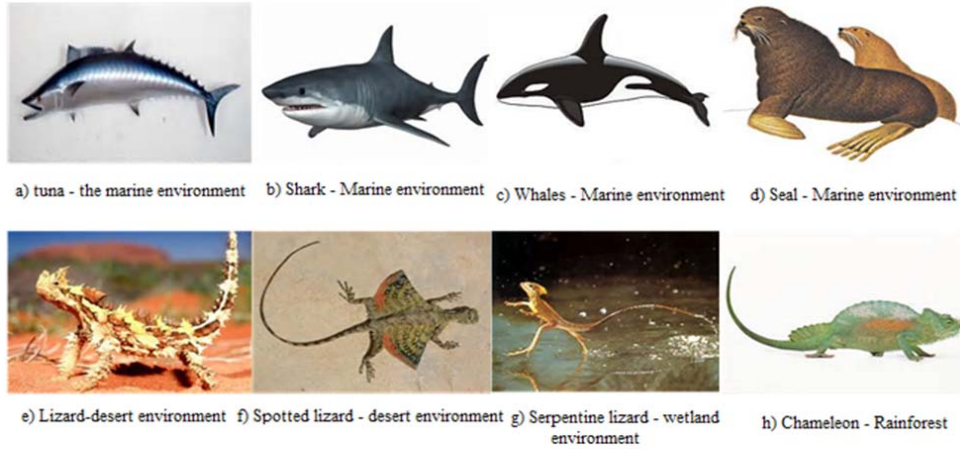 a) tuna - the marine environment
b) Shark - Marine environment
c) Whales - Marine environment
d) Seal - Marine environment
e) Lizard-desert environment
f) Spotted lizard - desert environment
g) Serpentine lizard - wetland
environment
h) Chameleon - Rainforest